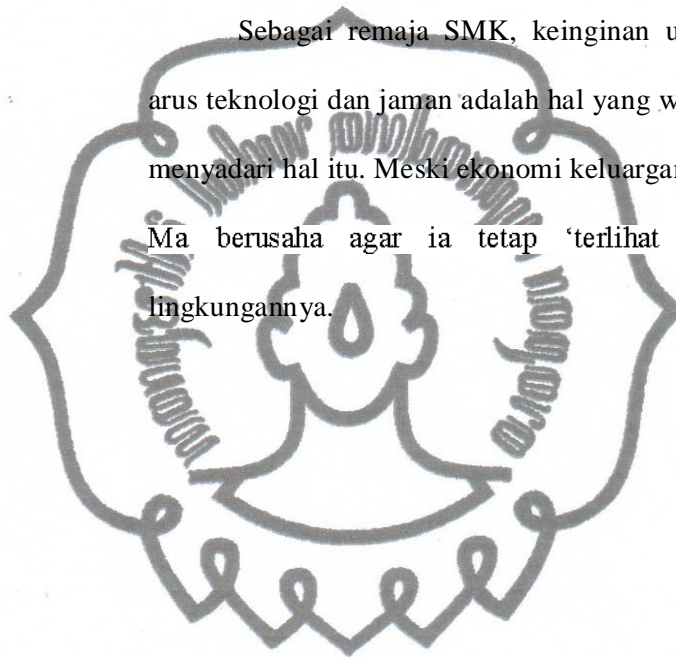 Sebagai remaja SMK, keinginan u
arus teknologi dan jaman adalah hal yang w
menyadari hal itu. Meski ekonomi keluargan
Ma berusaha agar ia tetap ‘terlihat
lingkungannya.